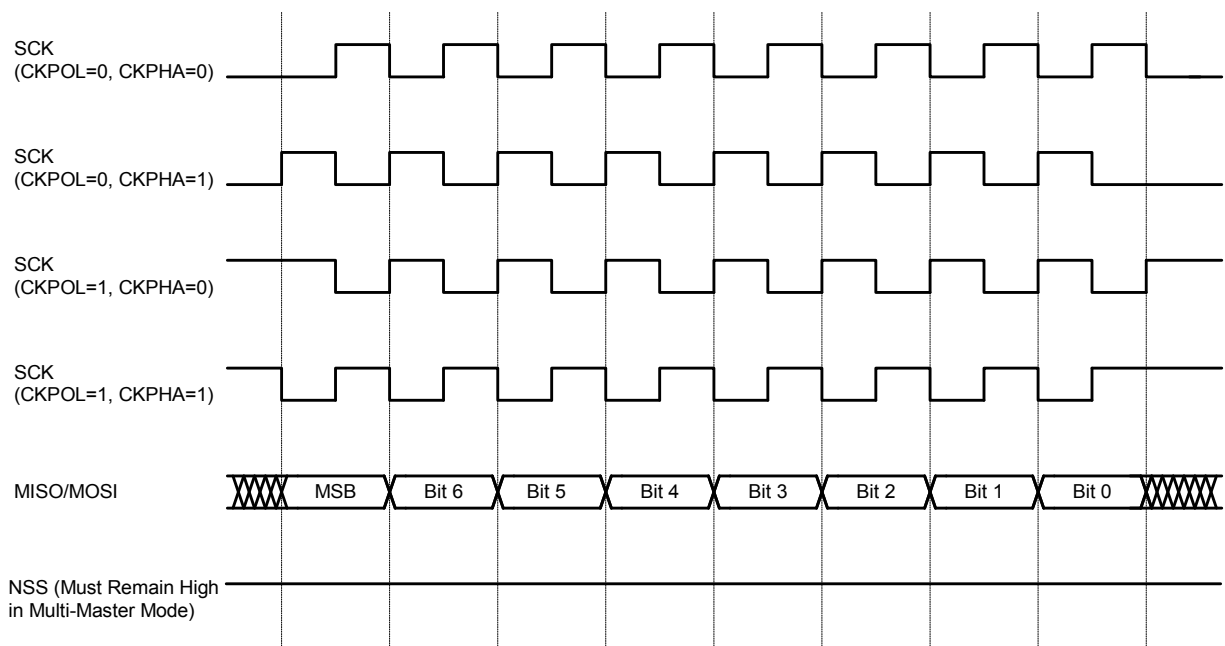 SCK
(CKPOL=0, CKPHA=0)
SCK
(CKPOL=0, CKPHA=1)
SCK
(CKPOL=1, CKPHA=0)
SCK
(CKPOL=1, CKPHA=1)
MISO/MOSI
MSB
Bit 6
Bit 5
Bit 4
Bit 3
Bit 2
Bit 1
Bit 0
NSS (Must Remain High
in Multi-Master Mode)